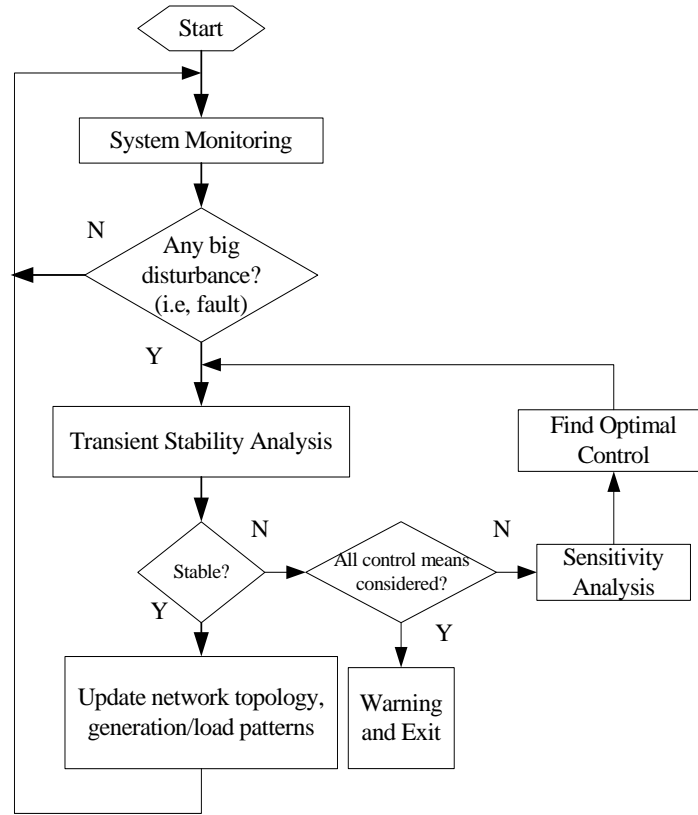 Start
System Monitoring
N
Any big
disturbance?
(i.e, fault)
Y
Transient Stability Analysis
Find Optimal
Control
N
Stable?
All control means
considered?
N
Sensitivity
Analysis
Y
Y
Update network topology,
generation/load patterns
Warning
and Exit